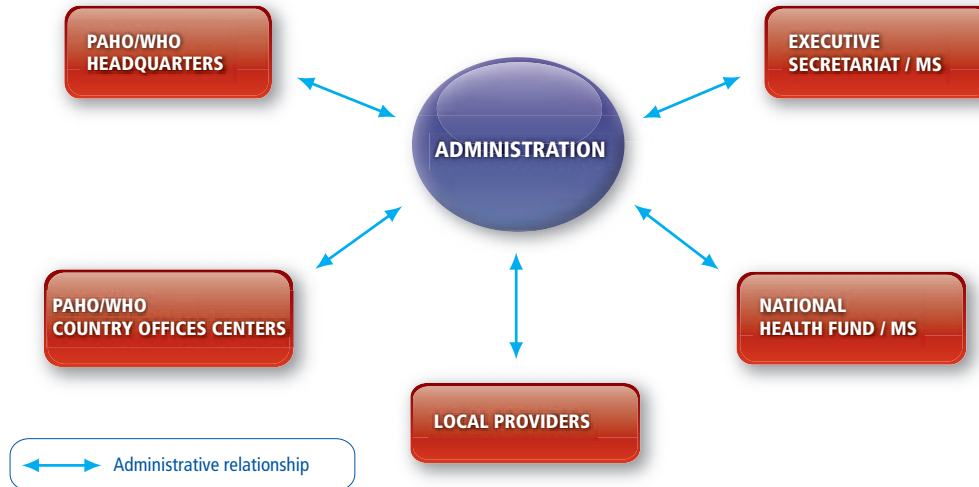 PAHO/WHO
HEADQUARTERS
EXECUTIVE
SECRETARIAT / MS
ADMINISTRATION
PAHO/WHO
COUNTRY OFFICES CENTERS
NATIONAL
HEALTH FUND / MS
LOCAL PROVIDERS
Administrative relationship